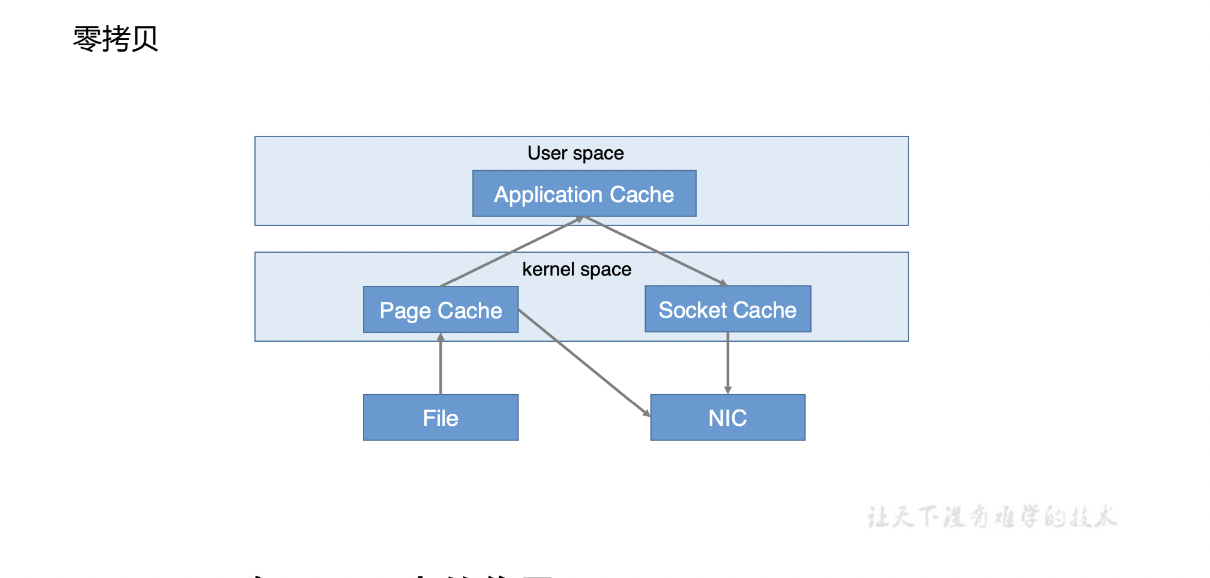 零拷贝
User space
Application Cache
kernel space
Page Cache
Socket Cache
File
NIC
让天下没有难学的技术